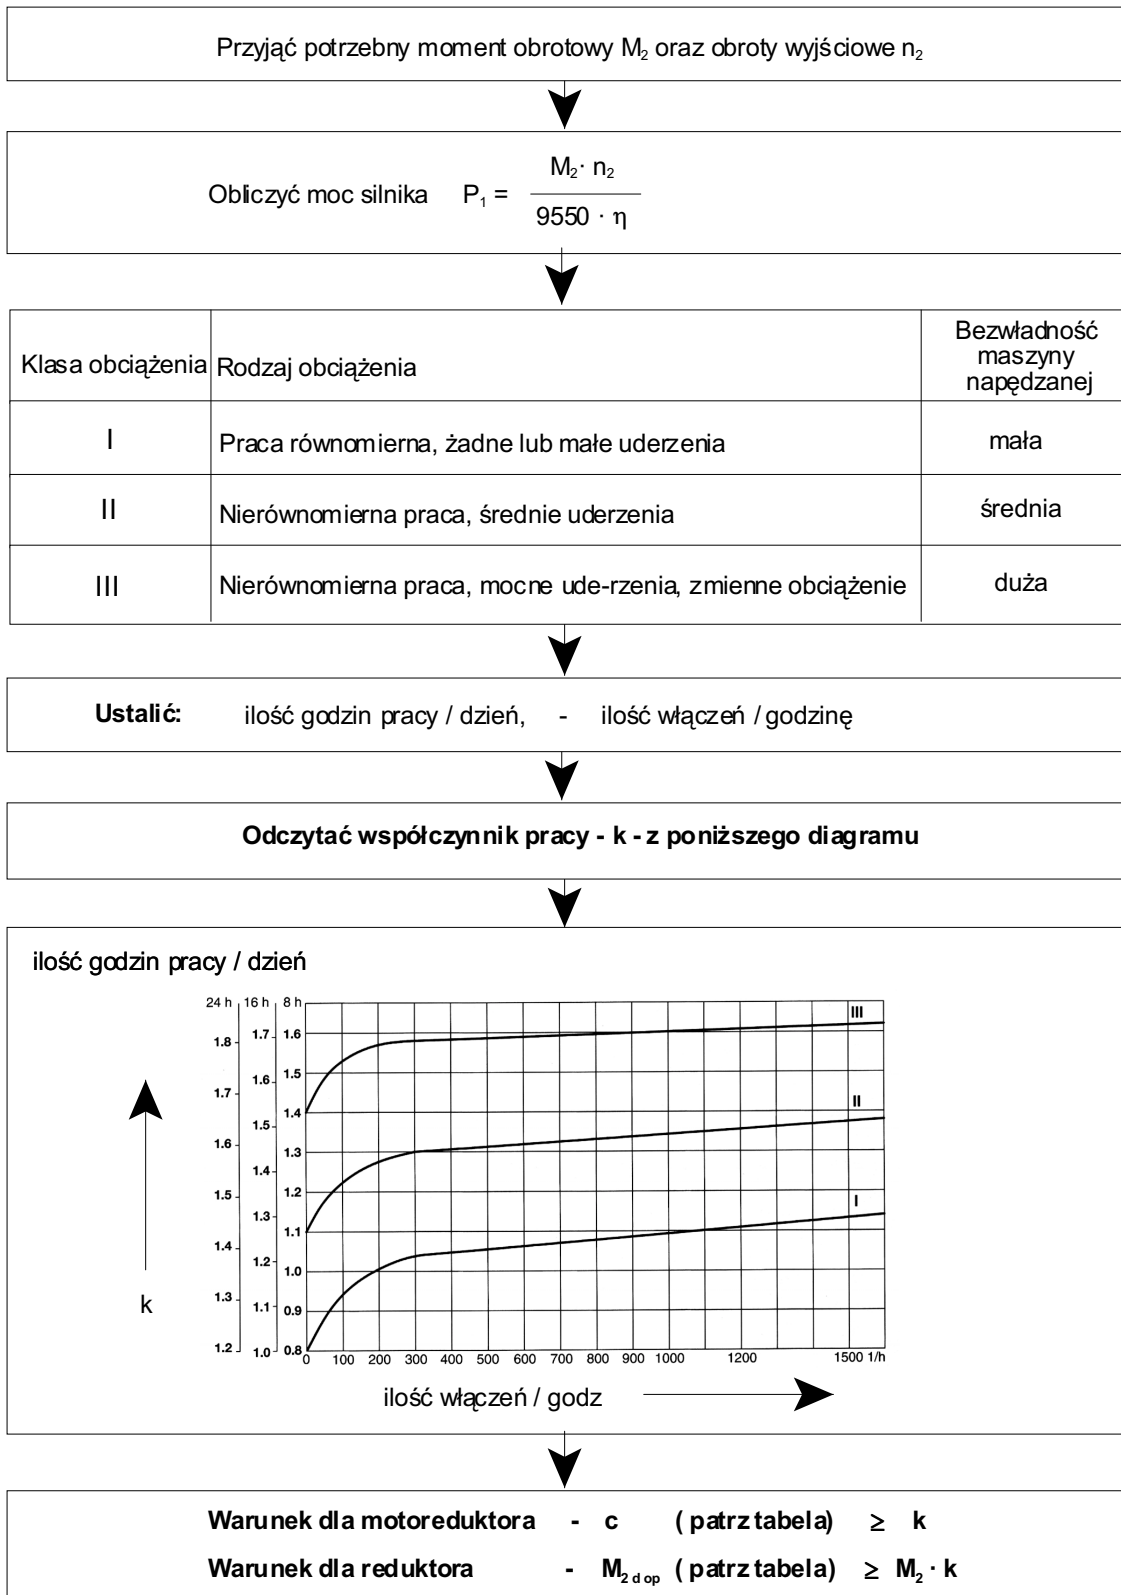 Przyjąć potrzebny moment obrotowy M₂ oraz obroty wyjściowe n₂
Obliczyć moc silnika P₁ = M₂ · n₂ / 9550 · η
Klasa obciążenia Rodzaj obciążenia Bezwładność
maszyny
napędzanej
I Praca równomierna, żadne lub małe uderzenia mała
II Nierównomierna praca, średnie uderzenia średnia
III Nierównomierna praca, mocne ude-rzenia, zmienne obciążenie duża
Ustalić: ilość godzin pracy / dzień, - ilość włączeń / godzinę
Odczytać współczynnik pracy - k - z poniższego diagramu
ilość godzin pracy / dzień
24 h 16 h 8 h
1.8 1.7 1.6
1.7 1.6 1.5
1.6 1.5 1.4
1.5 1.4 1.3
1.4 1.3 1.2
1.3 1.2 1.1
1.2 1.1 1.0
1.0 0.9
0.8
III
II
I
k
0 100 200 300 400 500 600 700 800 900 1000 1200 1500 1/h
ilość włączeń / godz
Warunek dla motoreduktora - c ( patrz tabela) ≥ k
Warunek dla reduktora - M₂ dop ( patrz tabela) ≥ M₂ · k